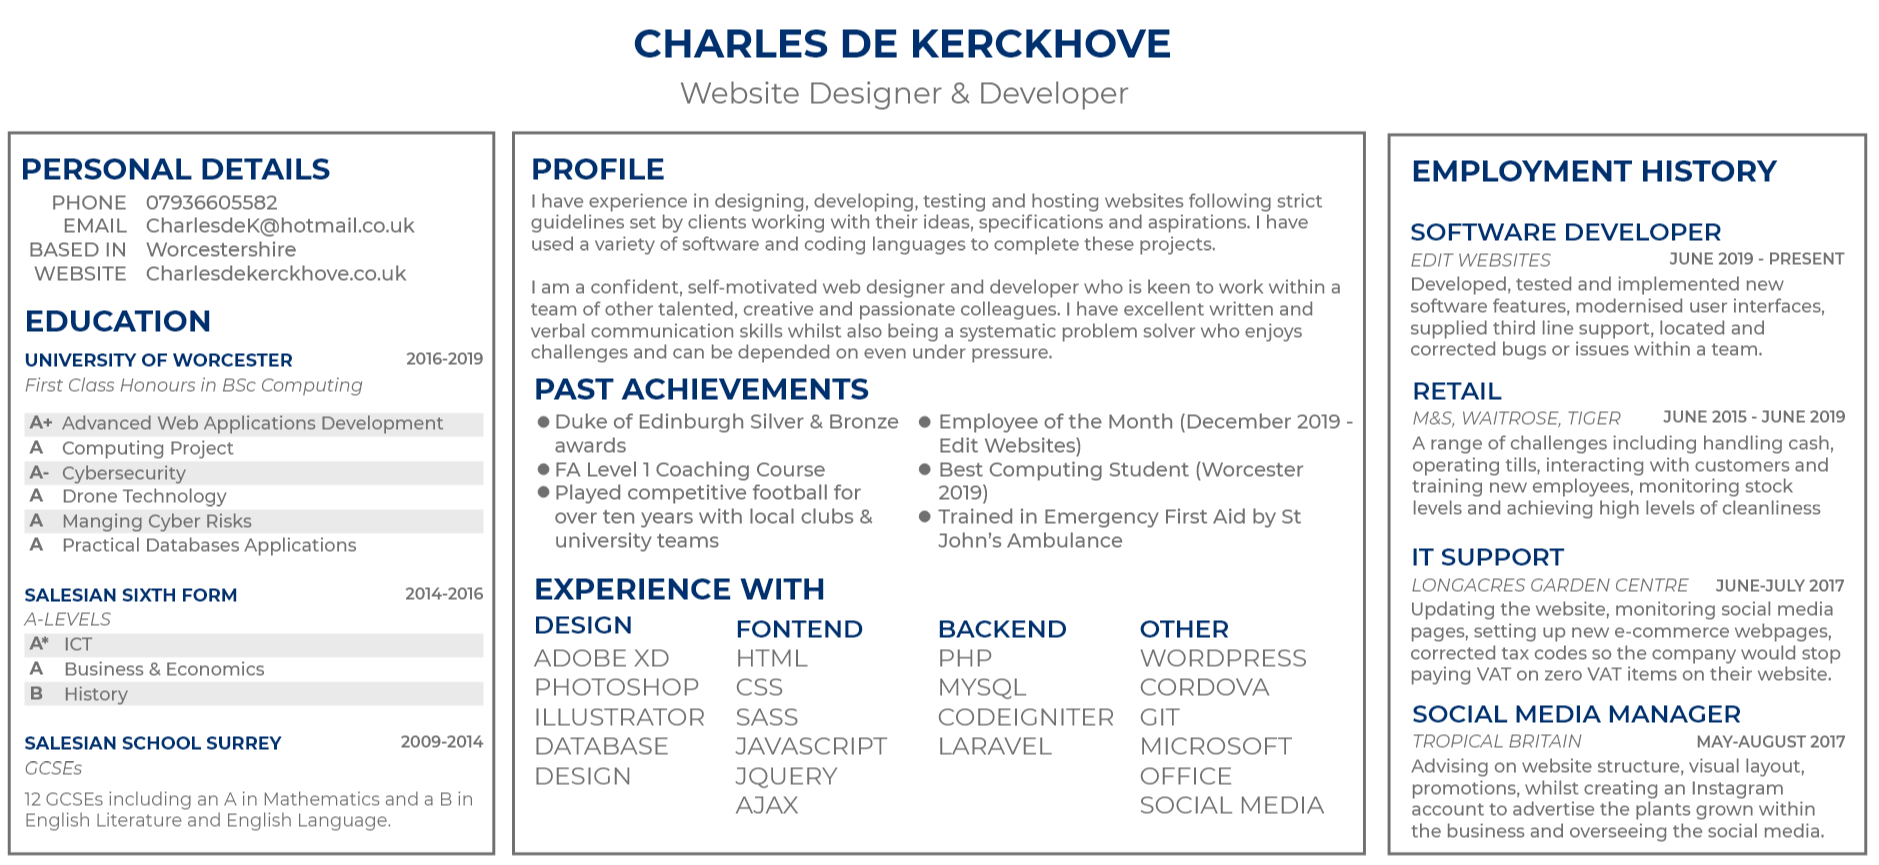 CHARLES DE KERCKHOVE
Website Designer & Developer
PERSONAL DETAILS
PHONE 07936605582
EMAIL CharlesdeK@hotmail.co.uk
BASED IN Worcestershire
WEBSITE Charlesdekerckhove.co.uk
EDUCATION
UNIVERSITY OF WORCESTER 2016-2019
First Class Honours in BSc Computing
A+ Advanced Web Applications Development
A Computing Project
A- Cybersecurity
A Drone Technology
A Manging Cyber Risks
A Practical Databases Applications
SALESIAN SIXTH FORM 2014-2016
A-LEVELS
A* ICT
A Business & Economics
B History
SALESIAN SCHOOL SURREY 2009-2014
GCSEs
12 GCSEs including an A in Mathematics and a B in
English Literature and English Language.
PROFILE
I have experience in designing, developing, testing and hosting websites following strict
guidelines set by clients working with their ideas, specifications and aspirations. I have
used a variety of software and coding languages to complete these projects.
I am a confident, self-motivated web designer and developer who is keen to work within a
team of other talented, creative and passionate colleagues. I have excellent written and
verbal communication skills whilst also being a systematic problem solver who enjoys
challenges and can be depended on even under pressure.
PAST ACHIEVEMENTS
● Duke of Edinburgh Silver & Bronze
awards
● FA Level 1 Coaching Course
● Played competitive football for
over ten years with local clubs &
university teams
● Employee of the Month (December 2019 -
Edit Websites)
● Best Computing Student (Worcester
2019)
● Trained in Emergency First Aid by St
John's Ambulance
EXPERIENCE WITH
DESIGN
ADOBE XD
PHOTOSHOP
ILLUSTRATOR
DATABASE
DESIGN
FONTEND
HTML
CSS
SASS
JAVASCRIPT
JQUERY
AJAX
BACKEND
PHP
MYSQL
CODEIGNITER
LARAVEL
OTHER
WORDPRESS
CORDOVA
GIT
MICROSOFT
OFFICE
SOCIAL MEDIA
EMPLOYMENT HISTORY
SOFTWARE DEVELOPER
EDIT WEBSITES JUNE 2019 - PRESENT
Developed, tested and implemented new
software features, modernised user interfaces,
supplied third line support, located and
corrected bugs or issues within a team.
RETAIL
M&S, WAITROSE, TIGER JUNE 2015 - JUNE 2019
A range of challenges including handling cash,
operating tills, interacting with customers and
training new employees, monitoring stock
levels and achieving high levels of cleanliness
IT SUPPORT
LONGACRES GARDEN CENTRE JUNE-JULY 2017
Updating the website, monitoring social media
pages, setting up new e-commerce webpages,
corrected tax codes so the company would stop
paying VAT on zero VAT items on their website.
SOCIAL MEDIA MANAGER
TROPICAL BRITAIN MAY-AUGUST 2017
Advising on website structure, visual layout,
promotions, whilst creating an Instagram
account to advertise the plants grown within
the business and overseeing the social media.